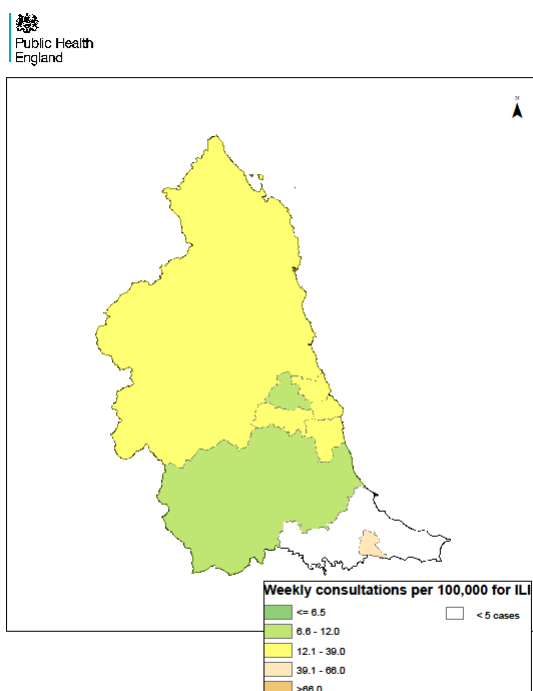 Public Health
England
N
Weekly consultations per 100,000 for ILI
<= 6.5
< 5 cases
6.6 - 12.0
12.1 - 39.0
39.1 - 66.0
>66.0